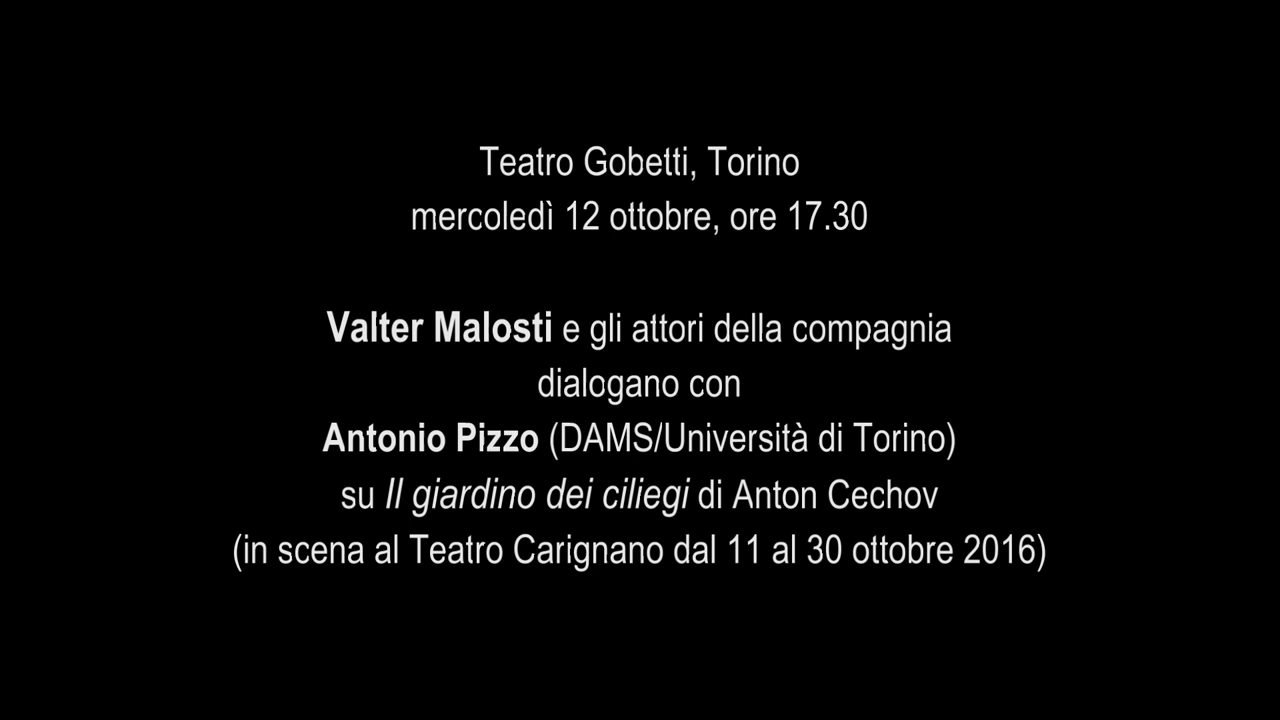 Teatro Gobetti, Torino
mercoledì 12 ottobre, ore 17.30
Valter Malosti e gli attori della compagnia
dialogano con
Antonio Pizzo (DAMS/Università di Torino)
su Il giardino dei ciliegi di Anton Cechov
(in scena al Teatro Carignano dal 11 al 30 ottobre 2016)